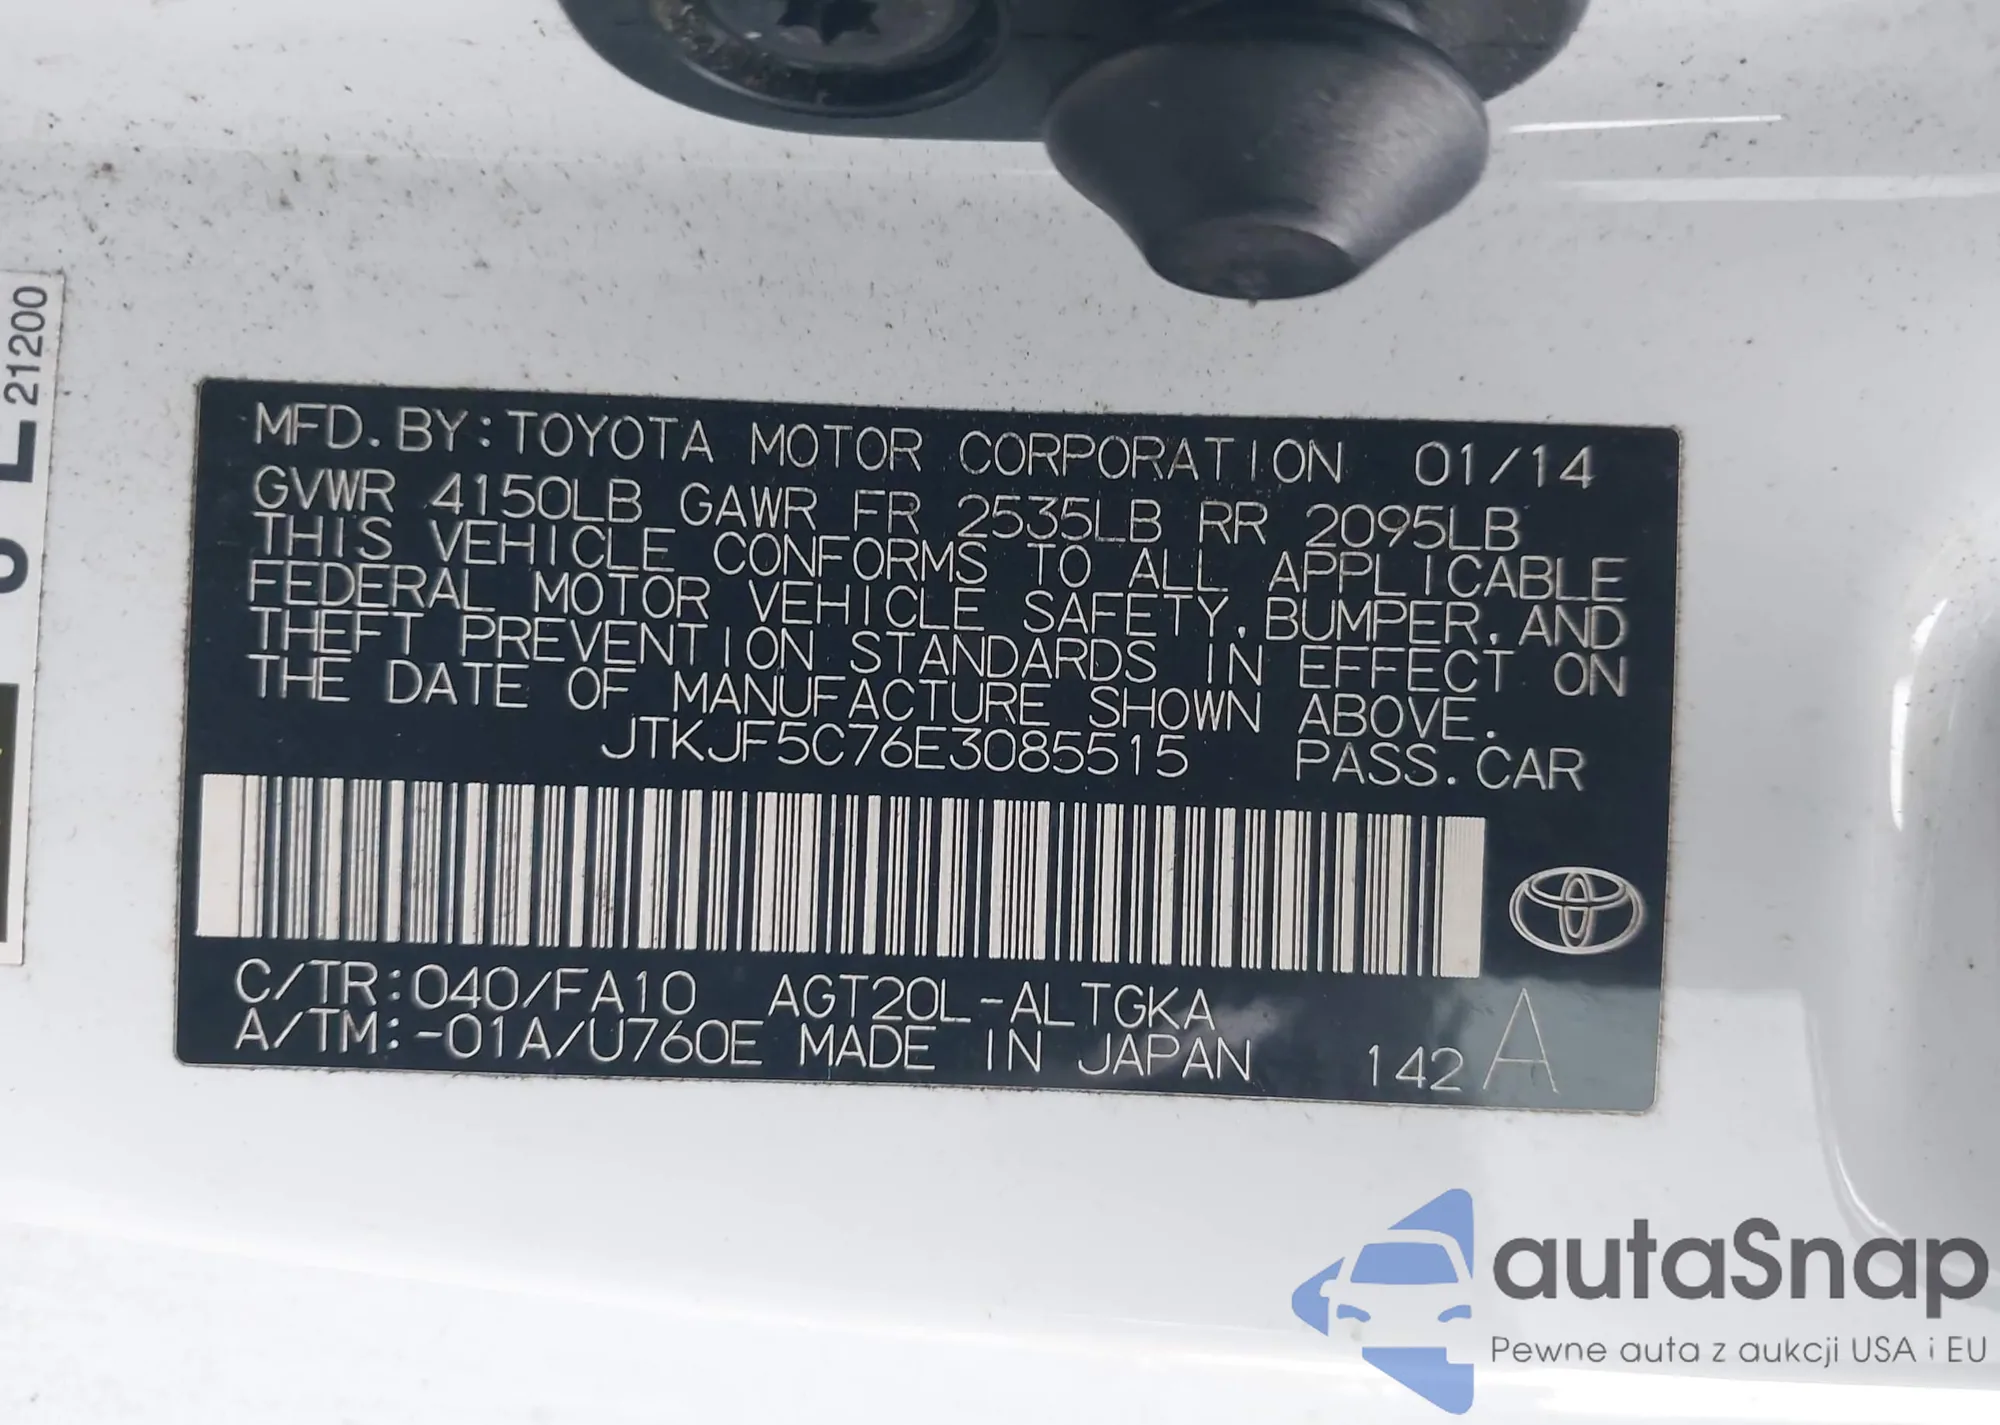 21200
MFD. BY: TOYOTA MOTOR CORPORATION 01/14
GVWR 4150LB GAWR FR 2535LB RR 2095LB
THIS VEHICLE CONFORMS TO ALL APPLICABLE
FEDERAL MOTOR VEHICLE SAFETY, BUMPER, AND
THEFT PREVENTION STANDARDS IN EFFECT ON
THE DATE OF MANUFACTURE SHOWN ABOVE.
JTKJF5C76E3085515 PASS. CAR
C/TR:040/FA10 AGT20L-ALTGKA
A/TM:-01A/U760E MADE IN JAPAN 142 A
autaSnap
Pewne auta z aukcji USA i EU